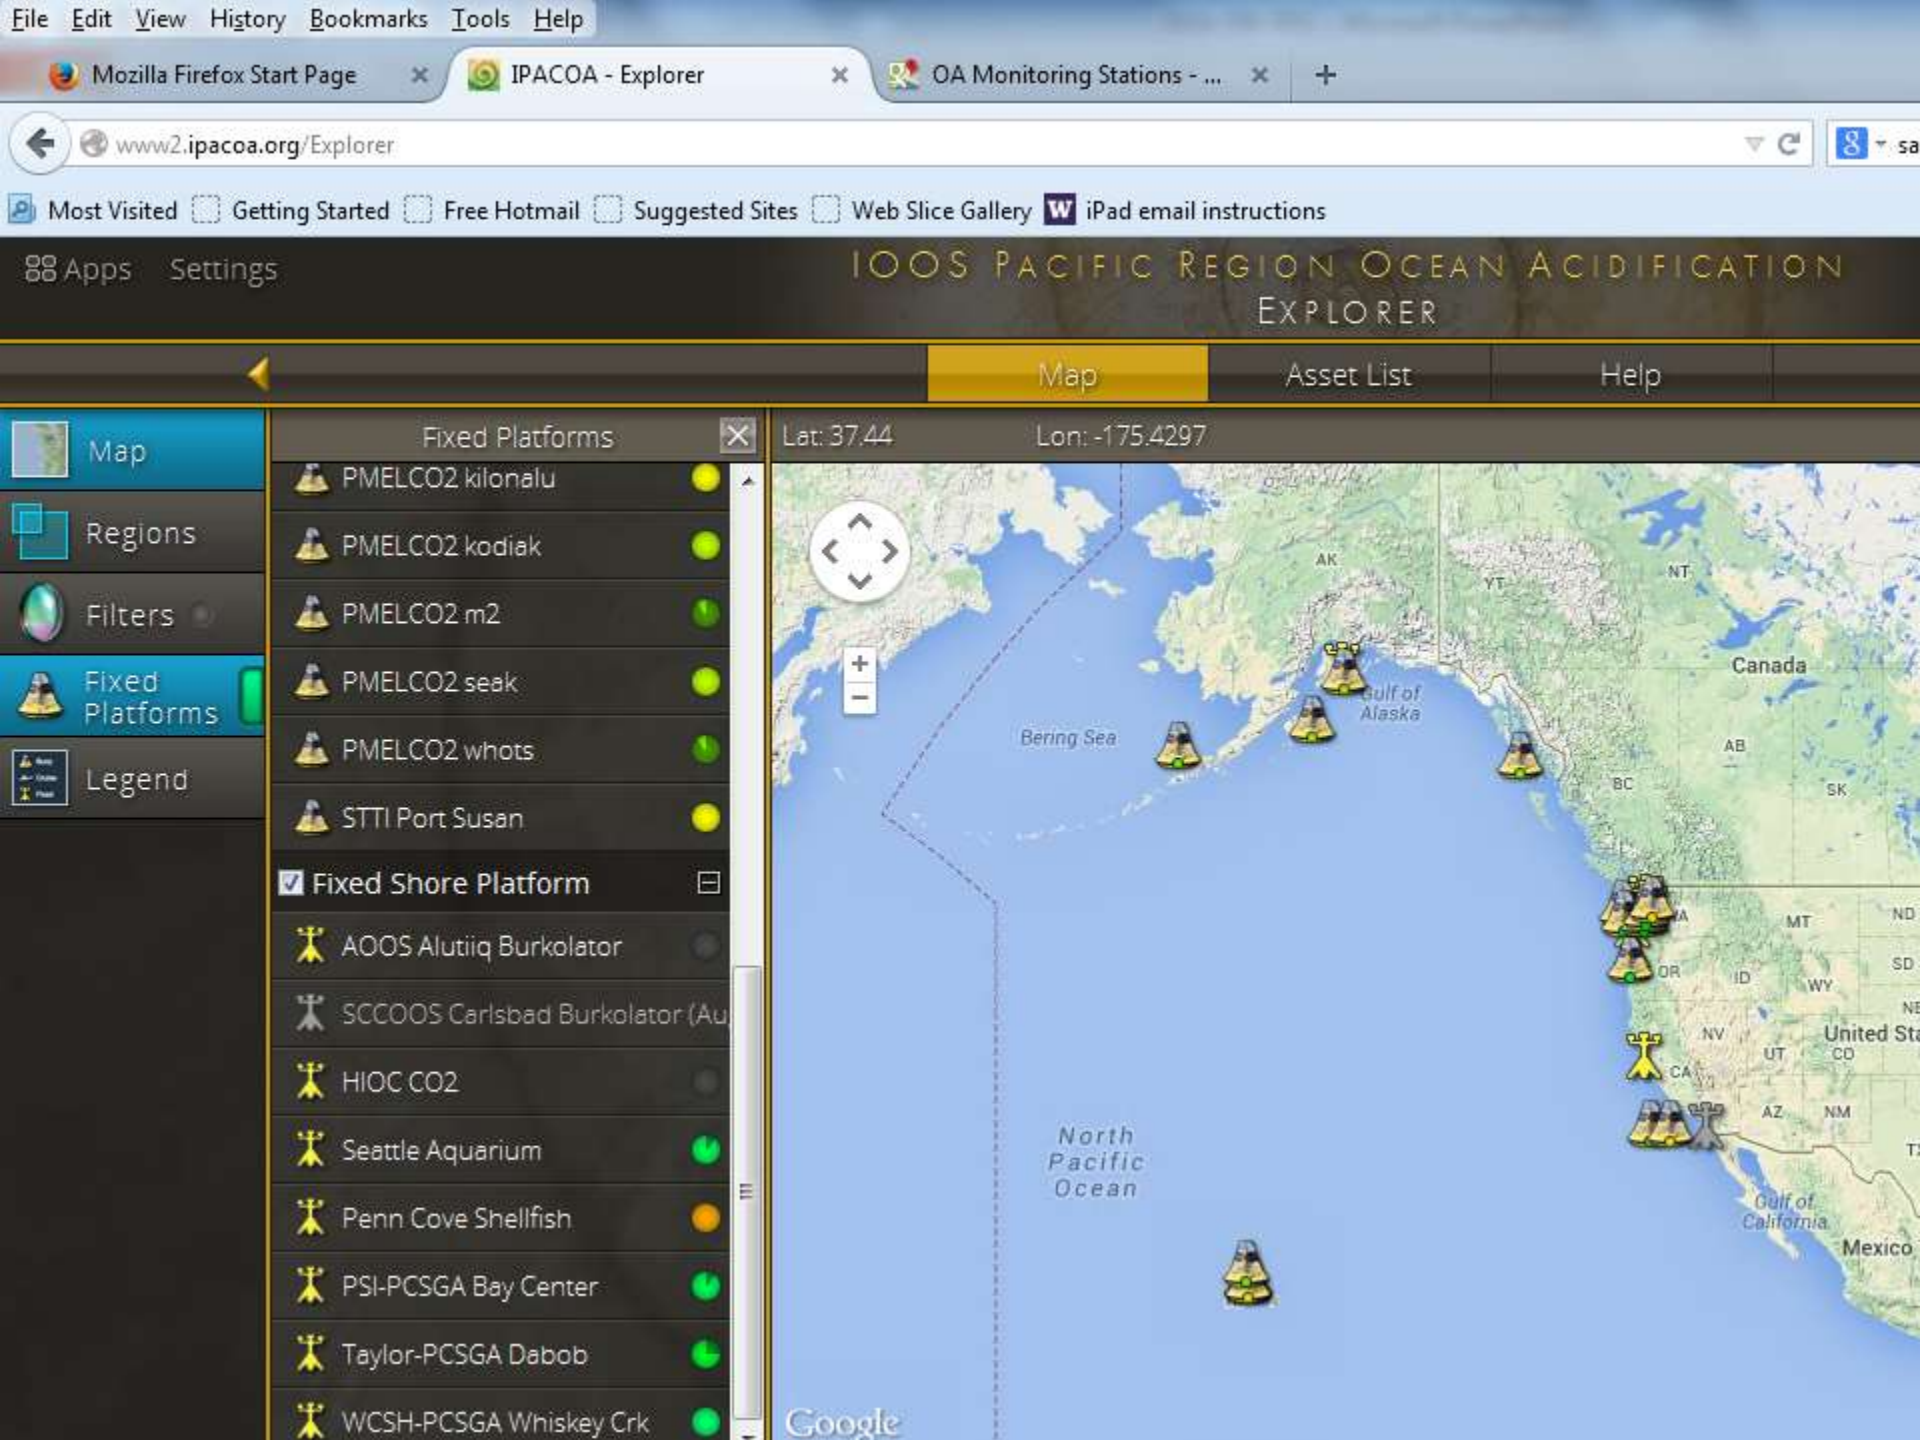 File Edit View History Bookmarks Tools Help
Mozilla Firefox Start Page
IPACOA - Explorer
OA Monitoring Stations - ...
www2.ipacoa.org/Explorer
8 sa
Most Visited Getting Started Free Hotmail Suggested Sites Web Slice Gallery W iPad email instructions
Apps Settings
IOOS PACIFIC REGION OCEAN ACIDIFICATION
EXPLORER
Map Asset List Help
Map
Regions
Filters
Fixed
Platforms
Legend
Fixed Platforms
PMELCO2 kilonalu
PMELCO2 kodiak
PMELCO2 m2
PMELCO2 seak
PMELCO2 whots
STTI Port Susan
Fixed Shore Platform
AOOS Alutiiq Burkolator
SCCOOS Carlsbad Burkolator (Au
HIOC CO2
Seattle Aquarium
Penn Cove Shellfish
PSI-PCSGA Bay Center
Taylor-PCSGA Dabob
WCSH-PCSGA Whiskey Crk
Lat: 37.44 Lon: -175.4297
AK
YT
NT
Canada
Gulf of
Alaska
Bering Sea
AB
BC
SK
WA
MT
ND
OR
ID
SD
WY
NE
NV
United Sta
UT
CO
CA
AZ
NM
TX
North
Pacific
Ocean
Gulf of
California
Mexico
Google